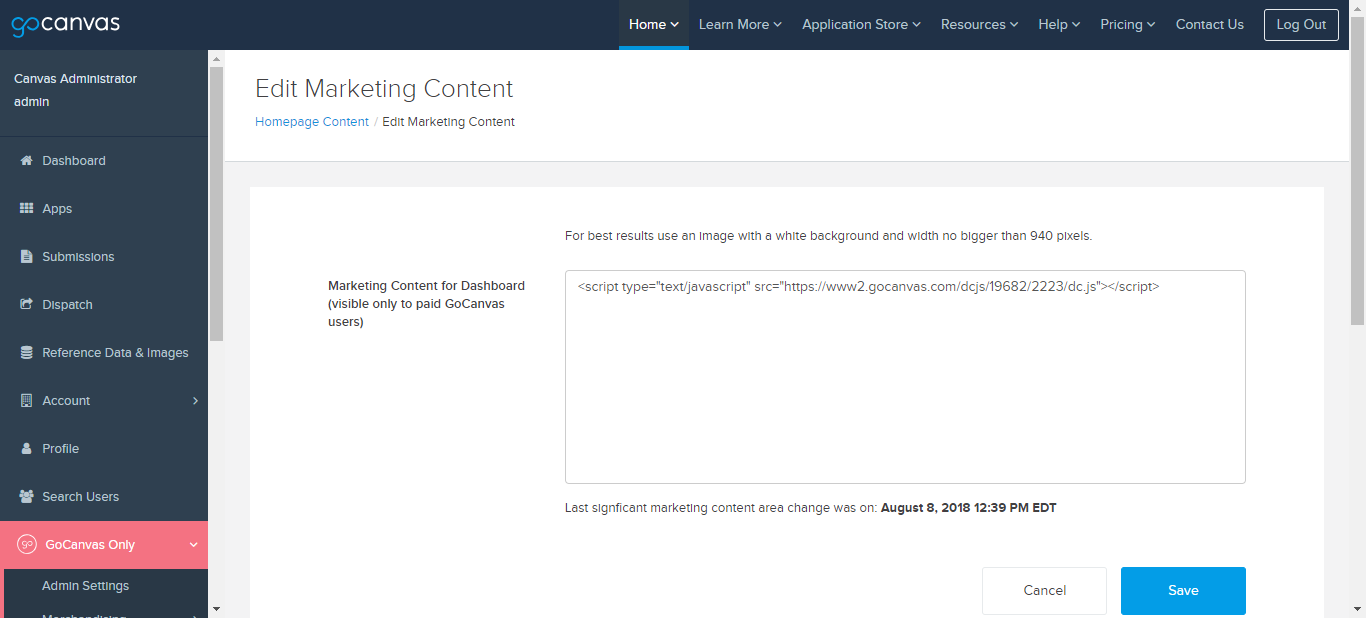 gocanvas
Home
Learn More
Application Store
Resources
Help
Pricing
Contact Us
Log Out
Canvas Administrator
admin
Dashboard
Apps
Submissions
Dispatch
Reference Data & Images
Account
Profile
Search Users
go GoCanvas Only
Admin Settings
Merchandising
Edit Marketing Content
Homepage Content / Edit Marketing Content
For best results use an image with a white background and width no bigger than 940 pixels.
Marketing Content for Dashboard
(visible only to paid GoCanvas
users)
<script type="text/javascript" src="https://www2.gocanvas.com/dcjs/19682/2223/dc.js"></script>
Last signficant marketing content area change was on: August 8, 2018 12:39 PM EDT
Cancel
Save